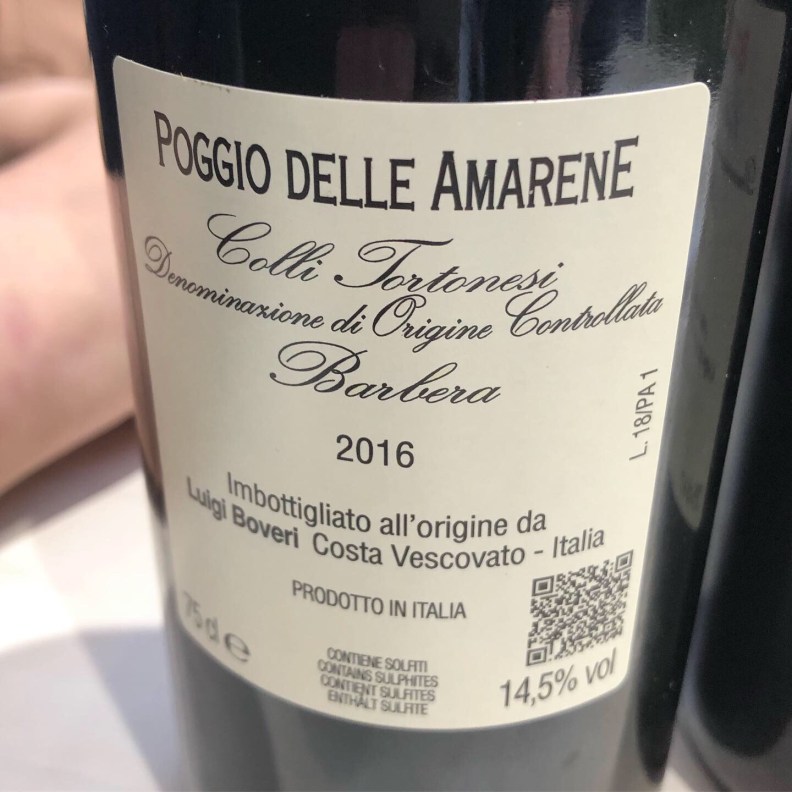 POGGIO DELLE AMARENE
Colli Tortonesi
Denominazione di Origine Controllata
Barbera
2016
L.18/PA 1
Imbottigliato all'origine da
Luigi Boveri Costa Vescovato - Italia
PRODOTTO IN ITALIA
75 cl e
CONTIENE SOLFITI
CONTAINS SULPHITES
CONTIENT SULFITES
ENTHÄLT SULFITE
14,5% vol